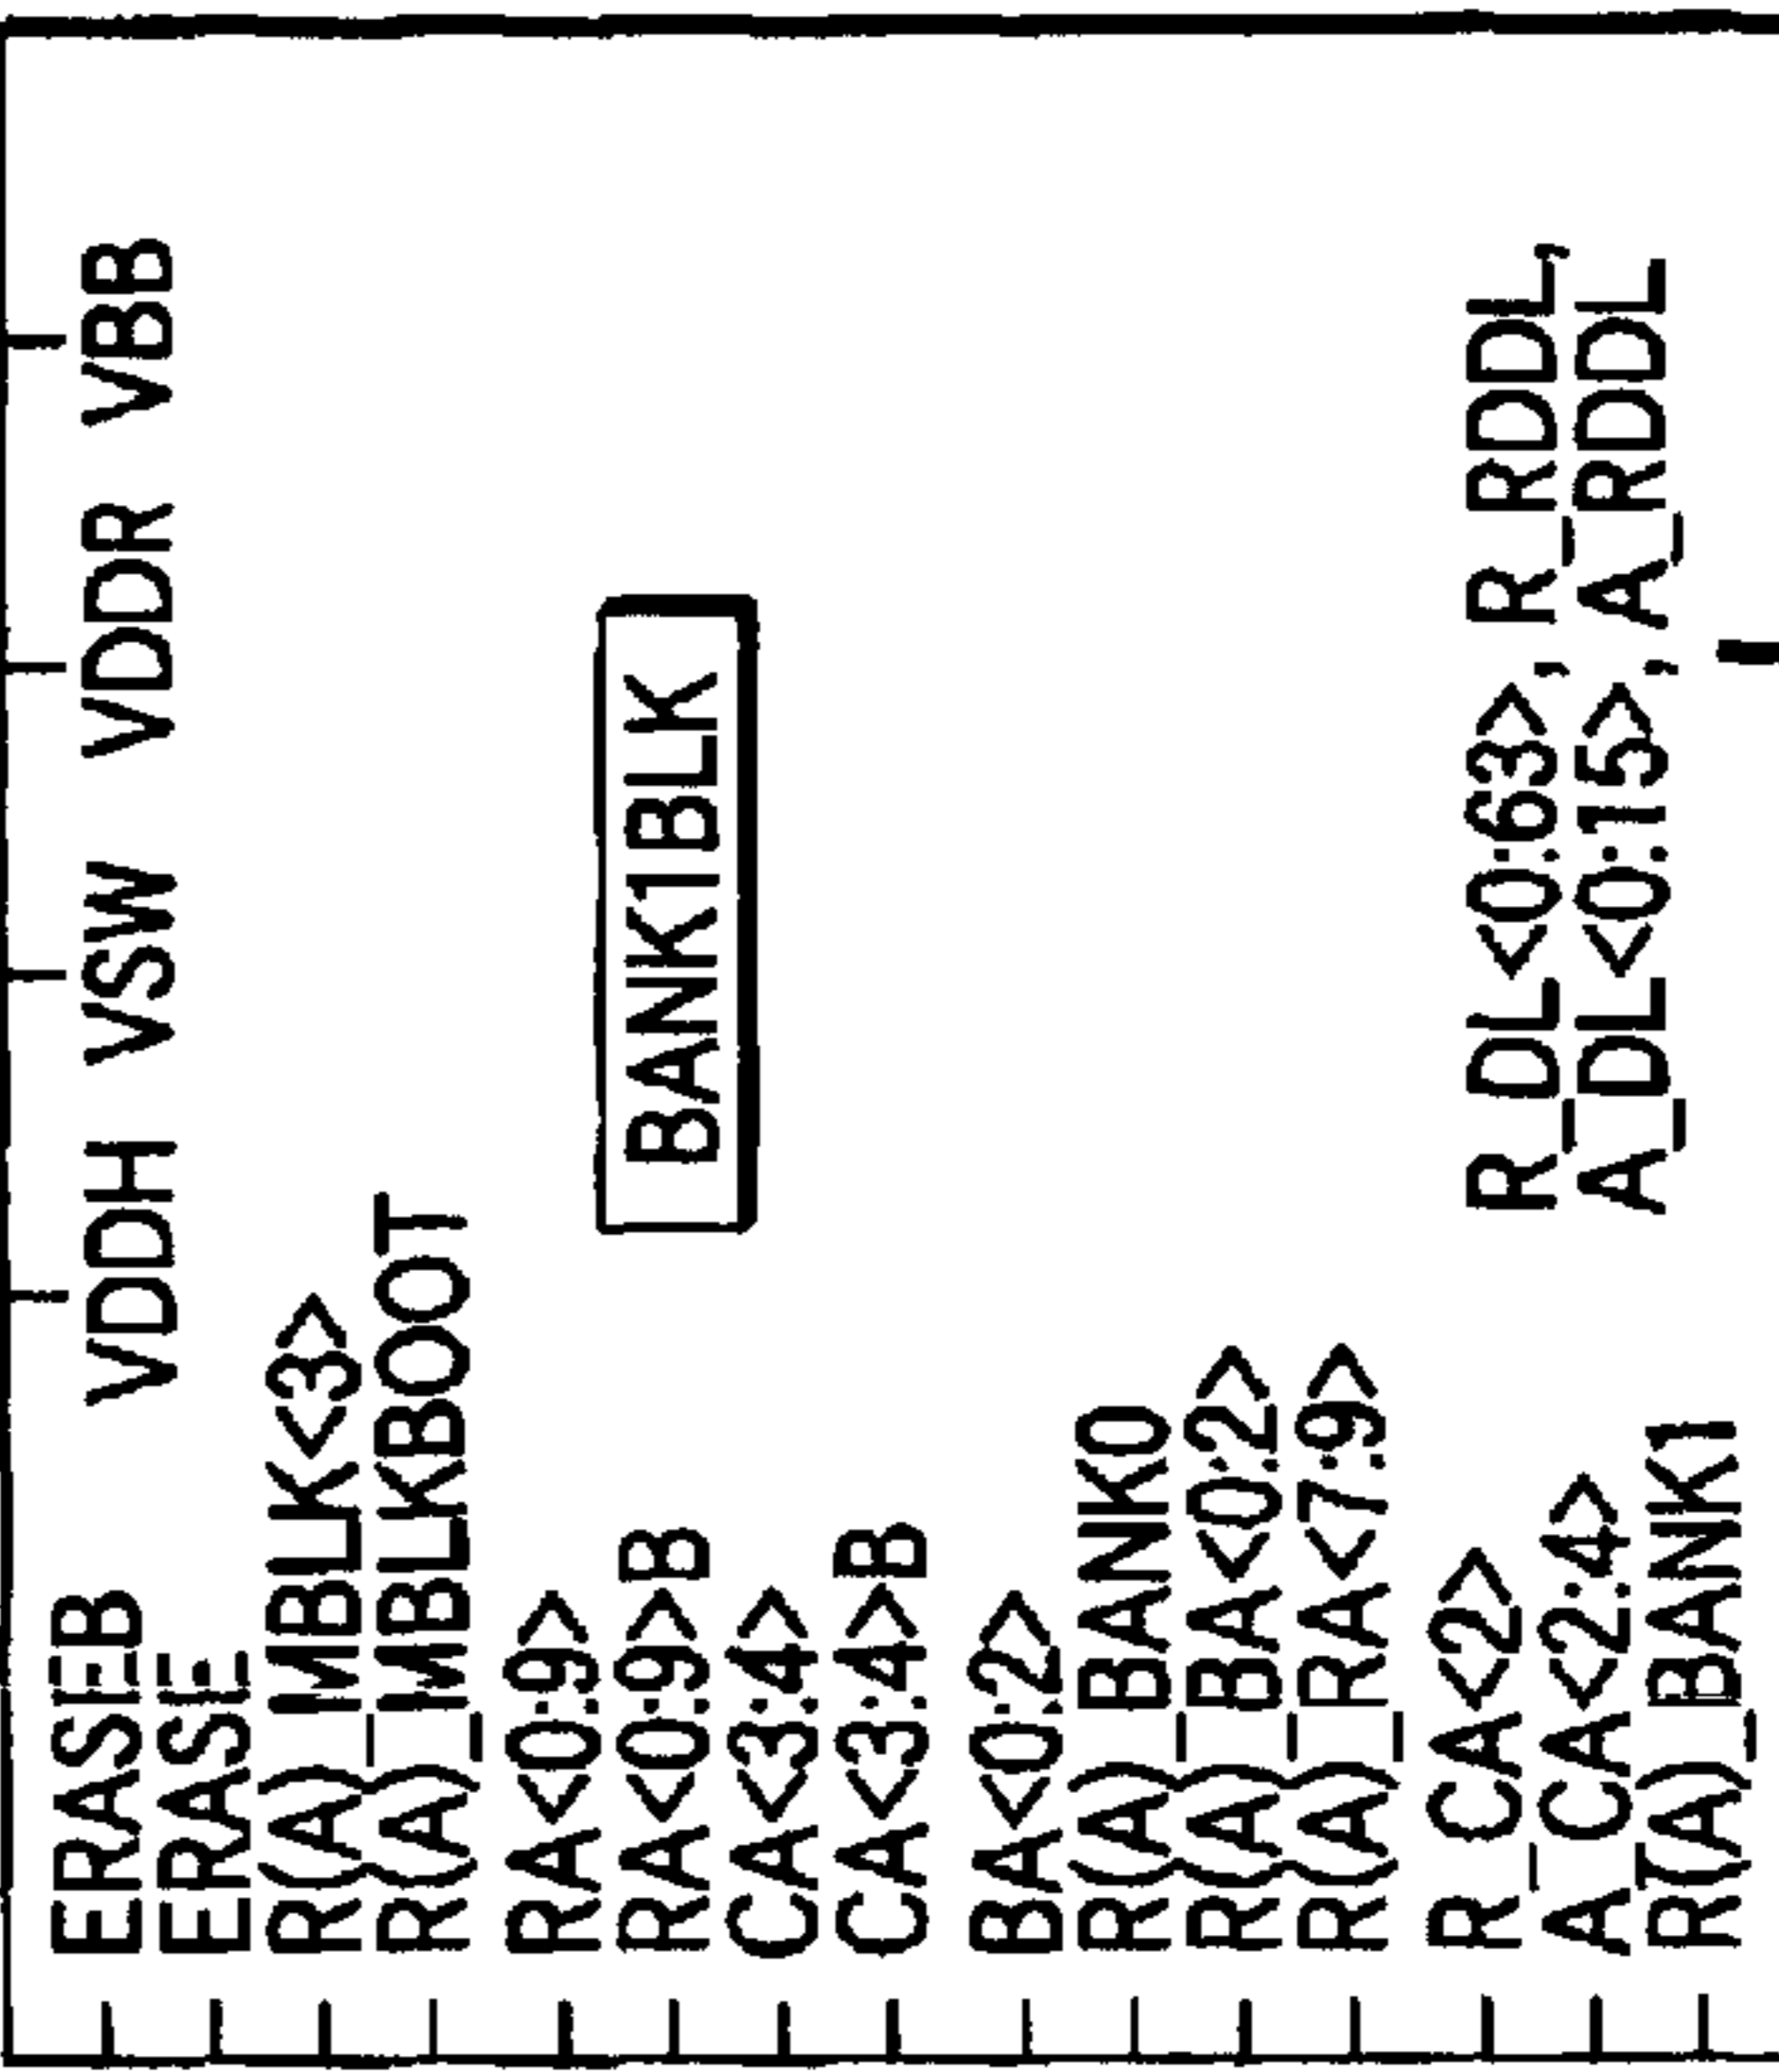 VDDH VSW VDDR VBB
ERASEB
ERASE
R(A)_MBLK<3>
R(A)_MBLKBOOT
RA<0:9>
RA<0:9>B
BANK1BLK
CA<3:4>
CA<3:4>B
BA<0:2>
R(A)_BANK0
R(A)_BA<0:2>
R(A)_RA<7:9>
R_CA<2>
R_DL<0:63>, R_RDDL,
A_CA<2:4>
A_DL<0:15>, A_RDDL
R(A)_BANK1